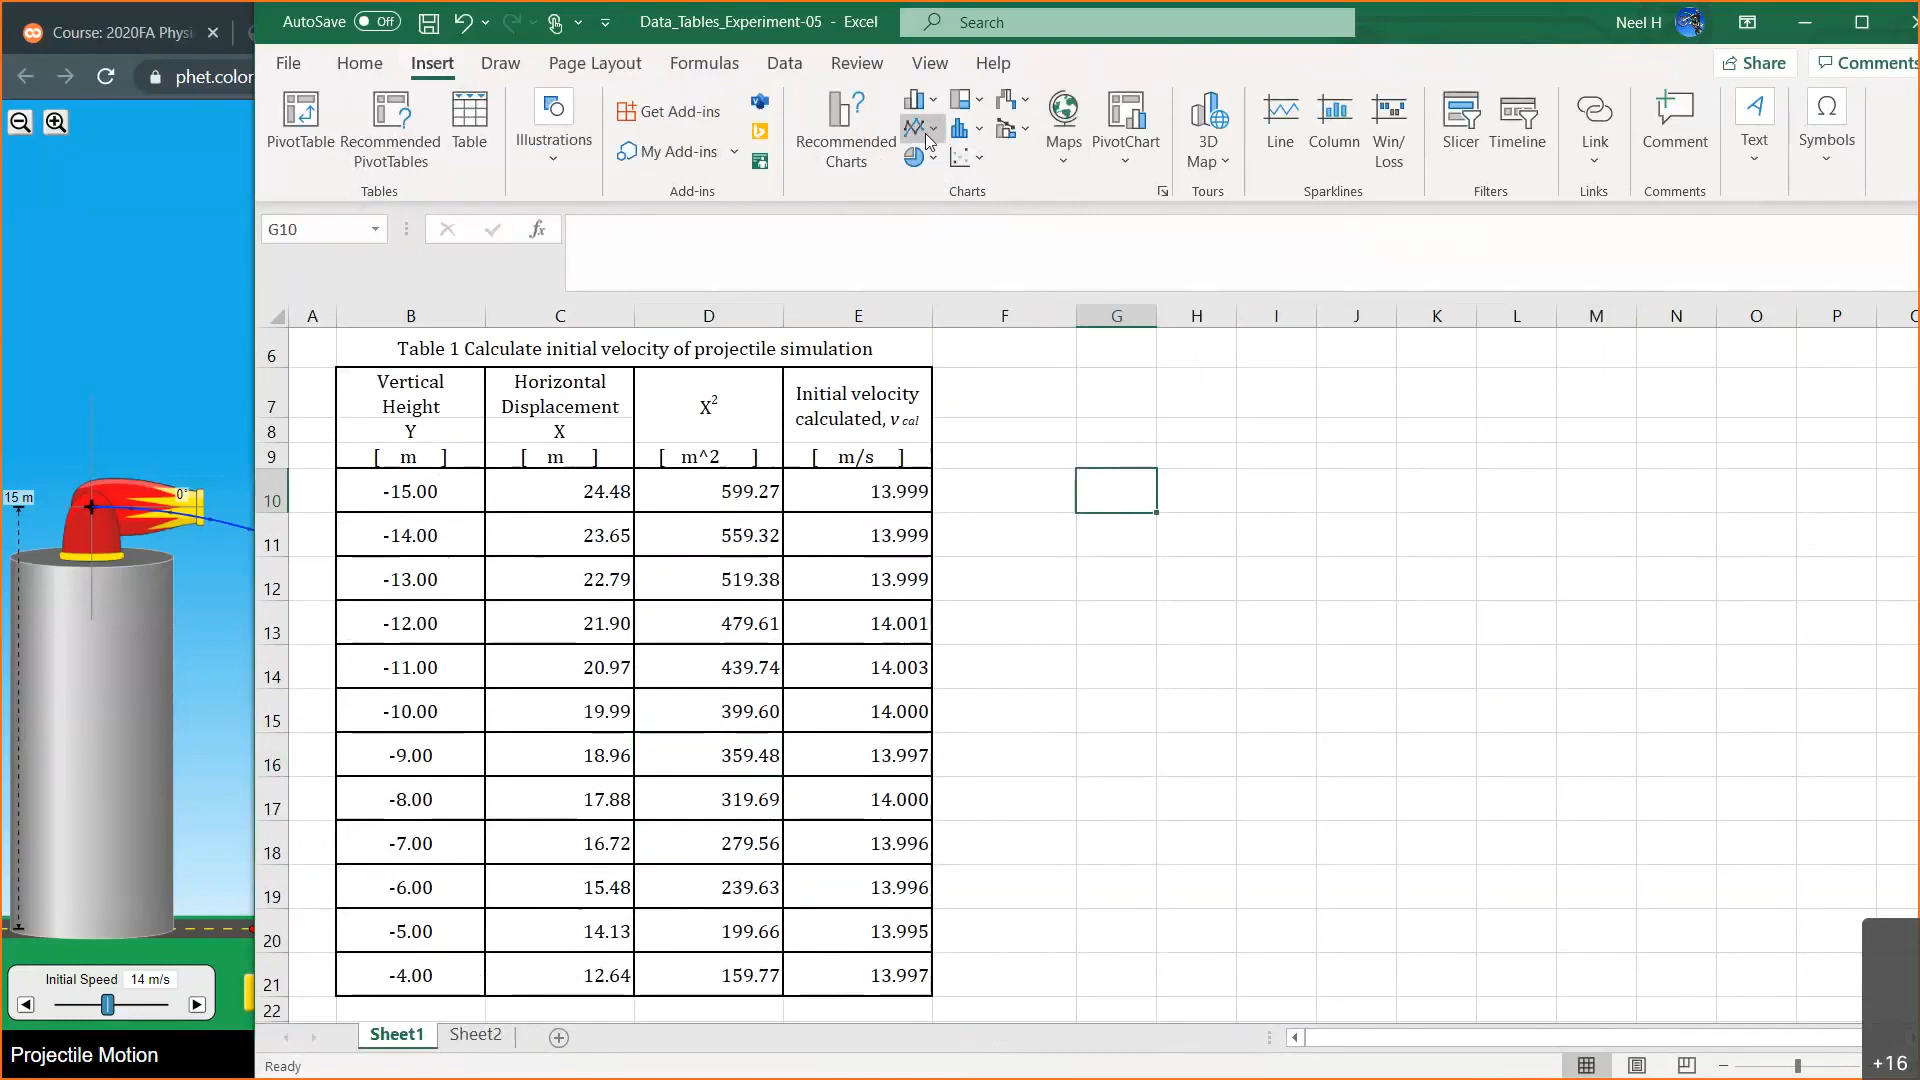 Course: 2020FA Physi
AutoSave Off
Data_Tables_Experiment-05 - Excel
Search
Neel H
phet.color
File Home Insert Draw Page Layout Formulas Data Review View Help
Share Comments
PivotTable
Recommended
PivotTables
Table
Illustrations
Get Add-ins
My Add-ins
Recommended
Charts
Maps
PivotChart
3D
Map
Line
Column
Win/
Loss
Slicer
Timeline
Link
Comment
Text
Symbols
Tables Add-ins Charts Tours Sparklines Filters Links Comments
G10
fx
A B C D E F G H I J K L M N O P
6 Table 1 Calculate initial velocity of projectile simulation
Vertical Horizontal Initial velocity
7 Height Displacement X² calculated, v cal
8 Y X
9 [ m ] [ m ] [ m^2 ] [ m/s ]
10 -15.00 24.48 599.27 13.999
11 -14.00 23.65 559.32 13.999
12 -13.00 22.79 519.38 13.999
13 -12.00 21.90 479.61 14.001
14 -11.00 20.97 439.74 14.003
15 -10.00 19.99 399.60 14.000
16 -9.00 18.96 359.48 13.997
17 -8.00 17.88 319.69 14.000
18 -7.00 16.72 279.56 13.996
19 -6.00 15.48 239.63 13.996
20 -5.00 14.13 199.66 13.995
21 -4.00 12.64 159.77 13.997
22
15 m
0°
Initial Speed 14 m/s
Projectile Motion
Sheet1 Sheet2
Ready
+16